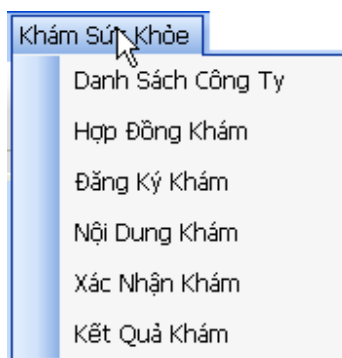 Khám Sức Khỏe
Danh Sách Công Ty
Hợp Đồng Khám
Đăng Ký Khám
Nội Dung Khám
Xác Nhận Khám
Kết Quả Khám